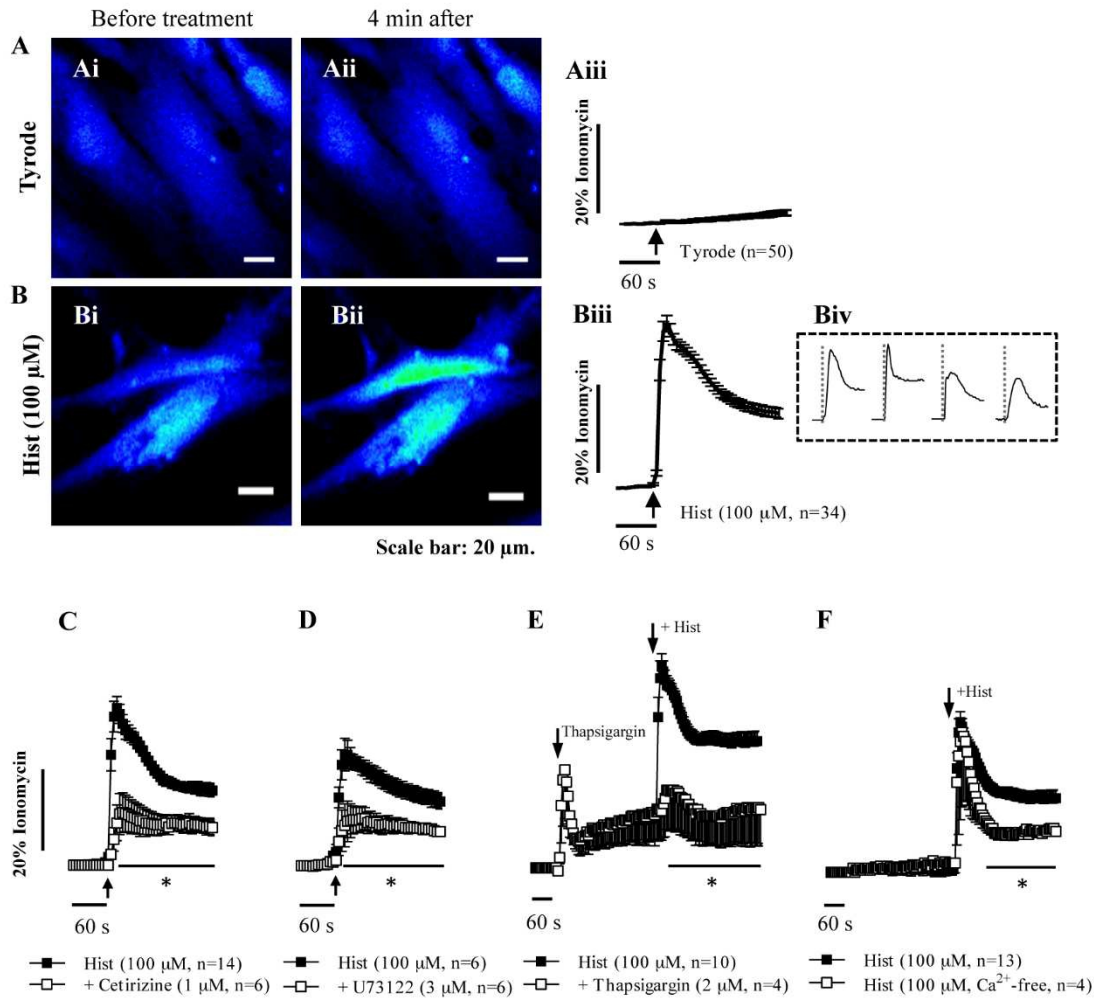 Before treatment
4 min after
A
Tyrode
Ai
Aii
Aiii
20% Ionomycin
Tyrode (n=50)
60 s
B
Hist (100 μM)
Bi
Bii
Biii
20% Ionomycin
Hist (100 μM, n=34)
60 s
Biv
Scale bar: 20 μm.
C
20% Ionomycin
*
60 s
Hist (100 μM, n=14)
+ Cetirizine (1 μM, n=6)
D
*
60 s
Hist (100 μM, n=6)
+ U73122 (3 μM, n=6)
E
+ Hist
Thapsigargin
*
60 s
Hist (100 μM, n=10)
+ Thapsigargin (2 μM, n=4)
F
+Hist
*
60 s
Hist (100 μM, n=13)
Hist (100 μM, Ca²⁺-free, n=4)